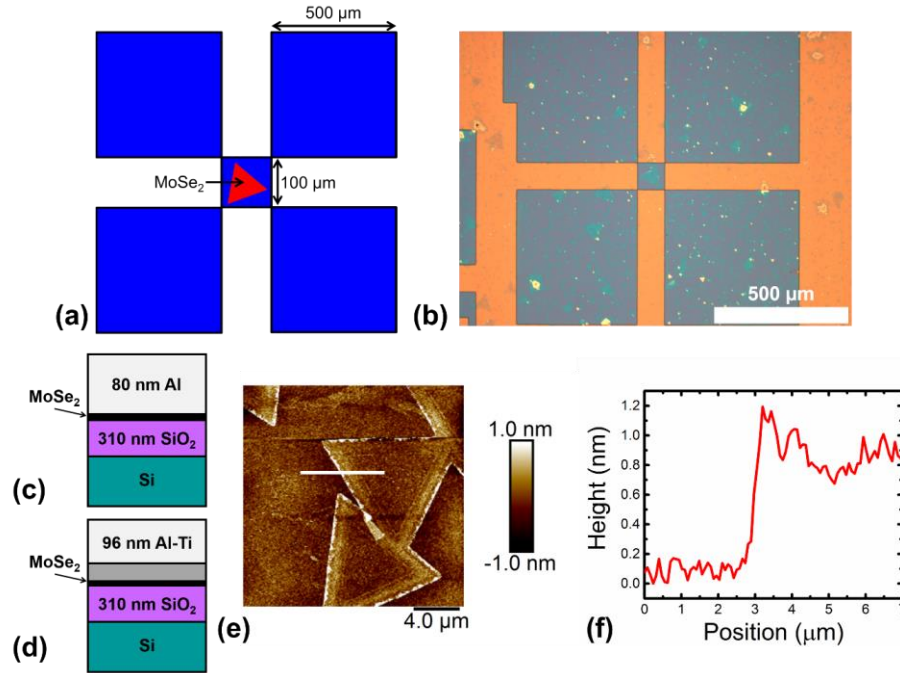 500 µm
MoSe2
100 µm
(a)
500 µm
(b)
80 nm Al
MoSe2
310 nm SiO2
Si
(c)
96 nm Al-Ti
MoSe2
310 nm SiO2
Si
(d)
1.0 nm
-1.0 nm
4.0 µm
(e)
Height (nm)
1.2
1.0
0.8
0.6
0.4
0.2
0.0
0 1 2 3 4 5 6 7
Position (µm)
(f)